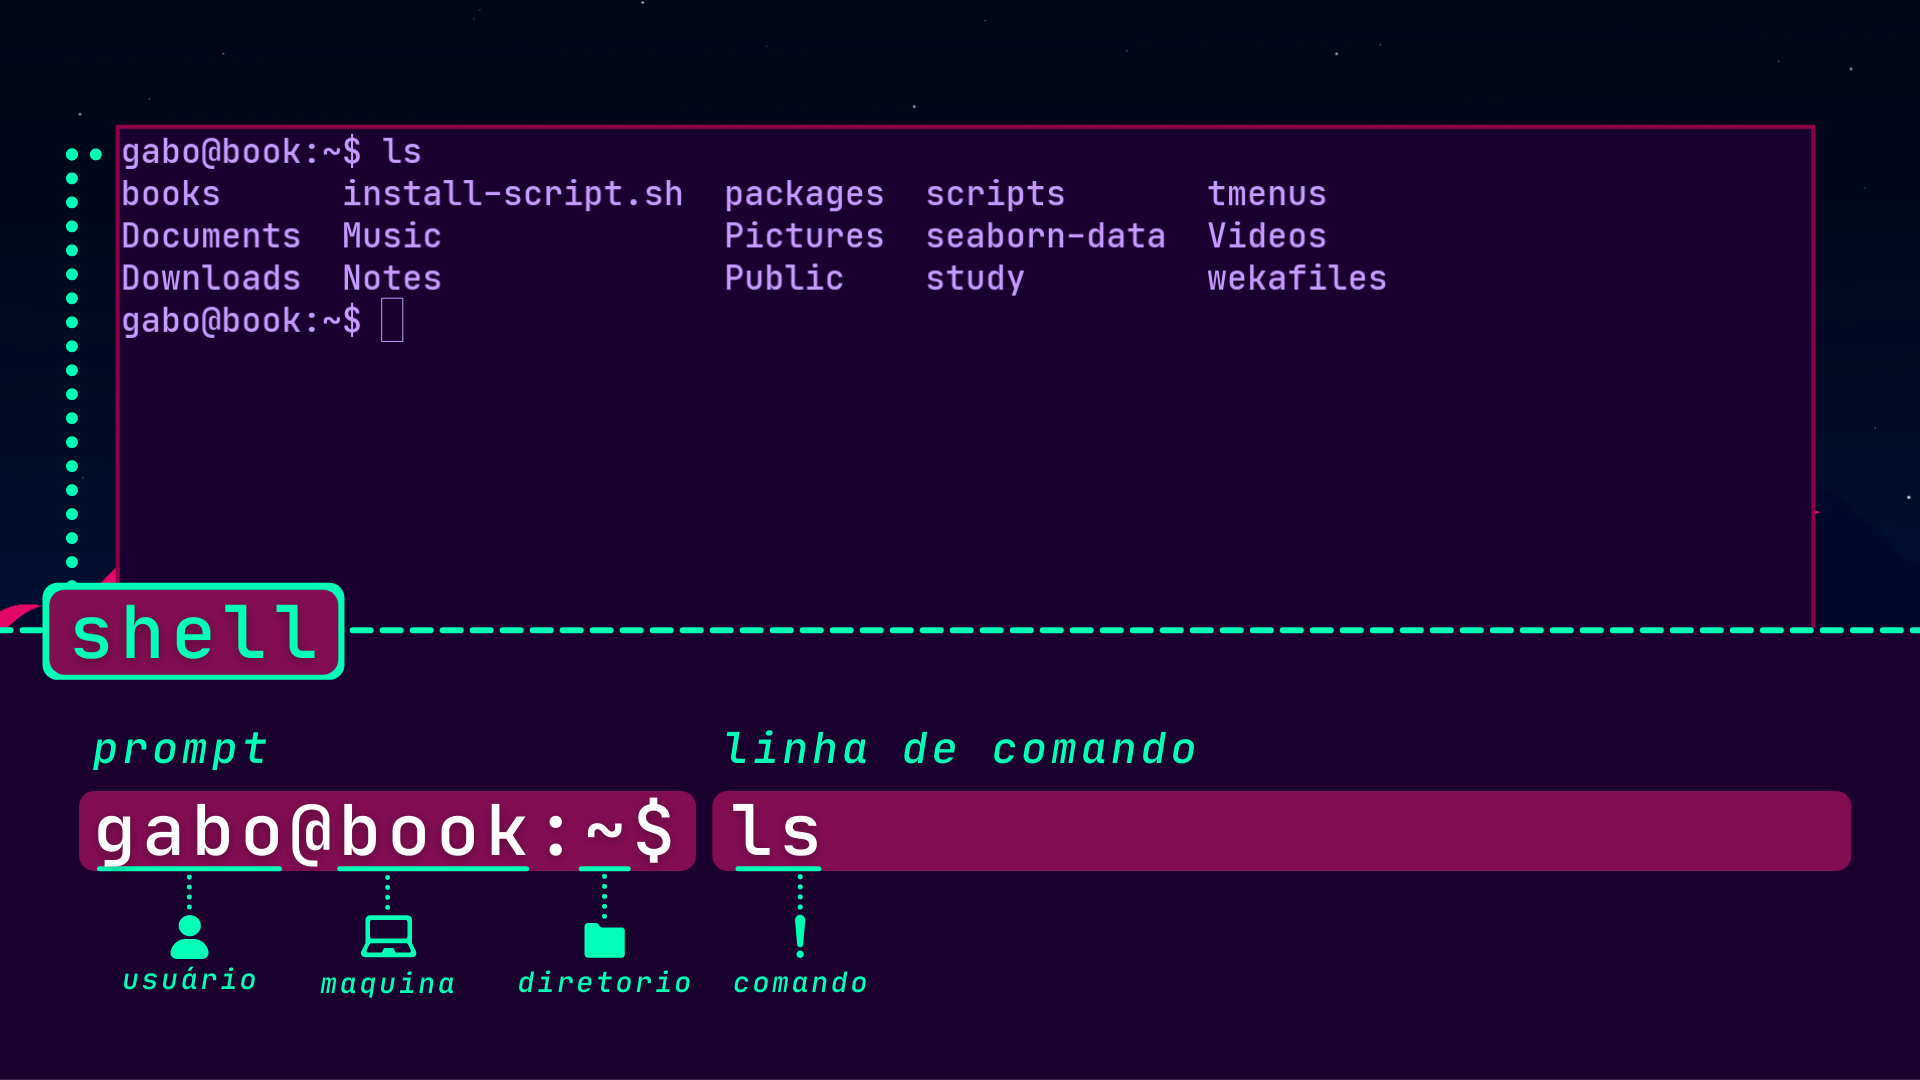 gabo@book:~$ ls
books install-script.sh packages scripts tmenus
Documents Music Pictures seaborn-data Videos
Downloads Notes Public study wekafiles
gabo@book:~$
shell
prompt linha de comando
gabo@book:~$ ls
usuário maquina diretorio comando